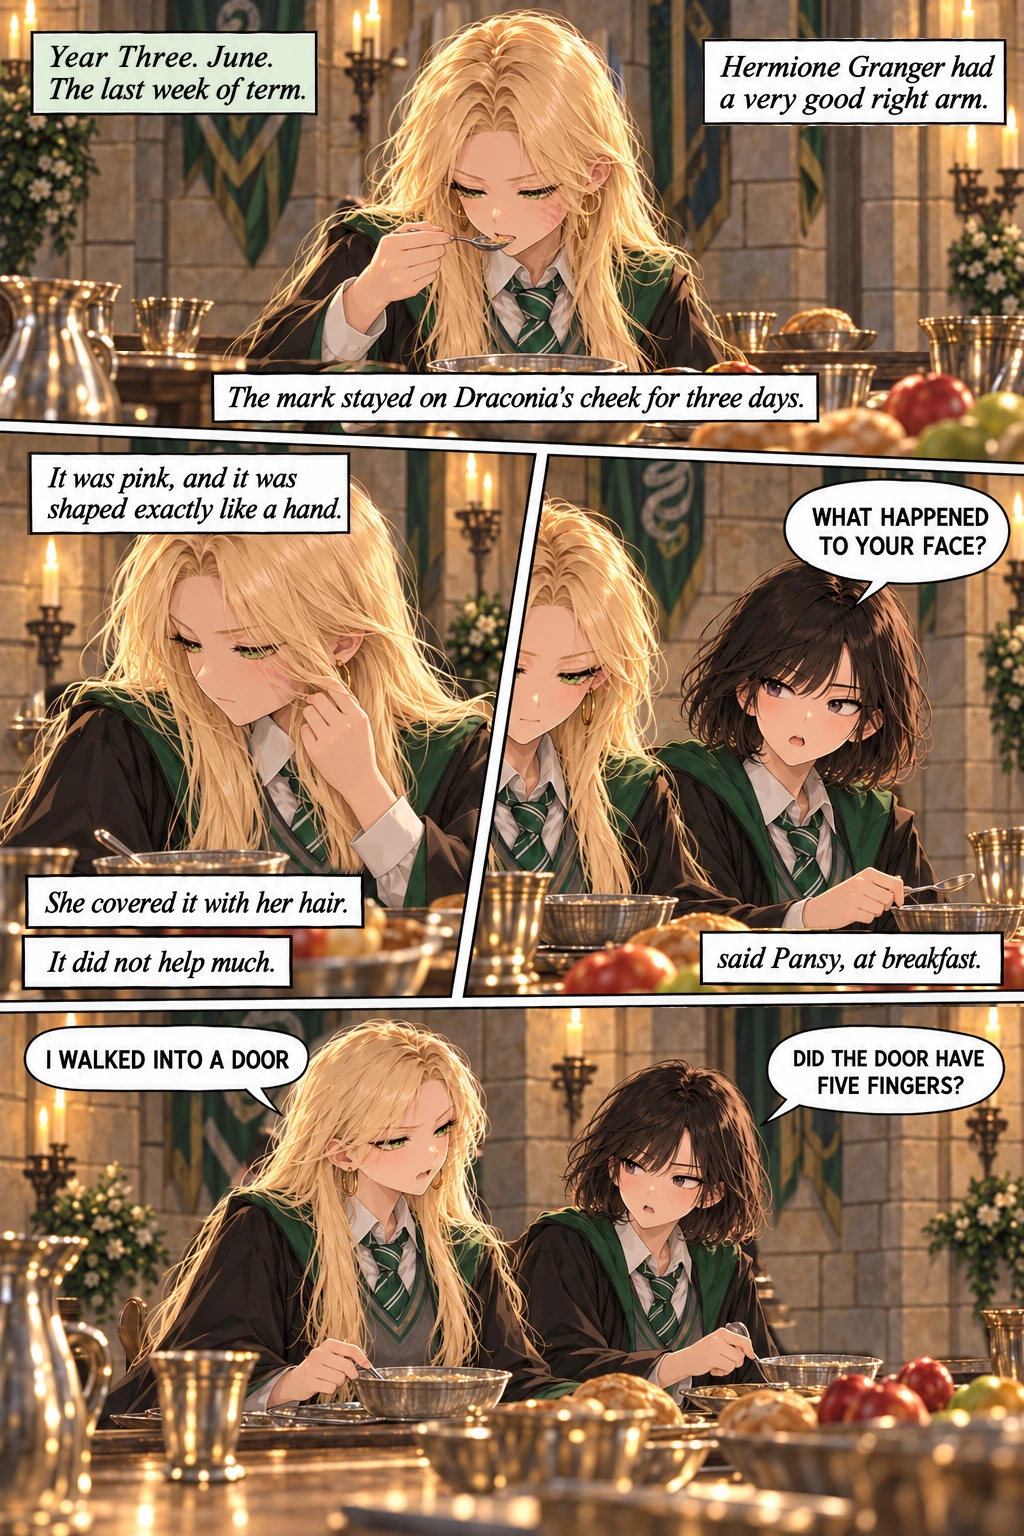 Year Three. June.
The last week of term.
Hermione Granger had
a very good right arm.
The mark stayed on Draconia's cheek for three days.
It was pink, and it was
shaped exactly like a hand.
She covered it with her hair.
It did not help much.
WHAT HAPPENED
TO YOUR FACE?
said Pansy, at breakfast.
I WALKED INTO A DOOR
DID THE DOOR HAVE
FIVE FINGERS?